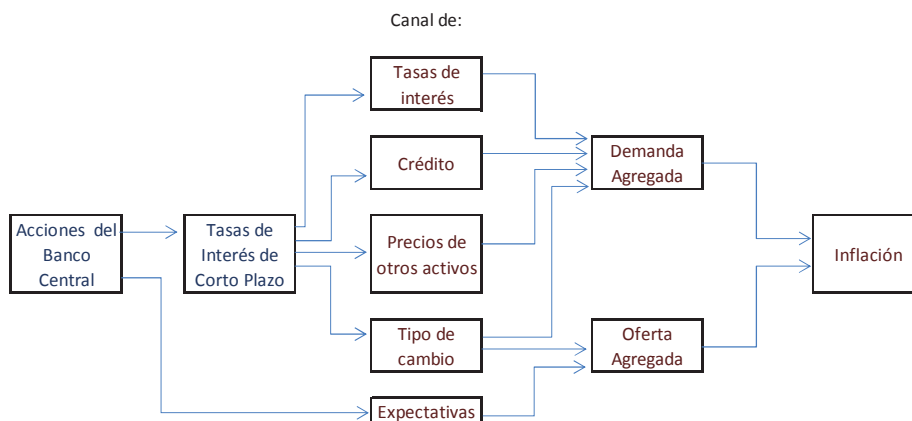 Canal de:
Tasas de
interés
Crédito
Demanda
Agregada
Acciones del
Banco
Central
Tasas de
Interés de
Corto Plazo
Precios de
otros activos
Inflación
Tipo de
cambio
Oferta
Agregada
Expectativas